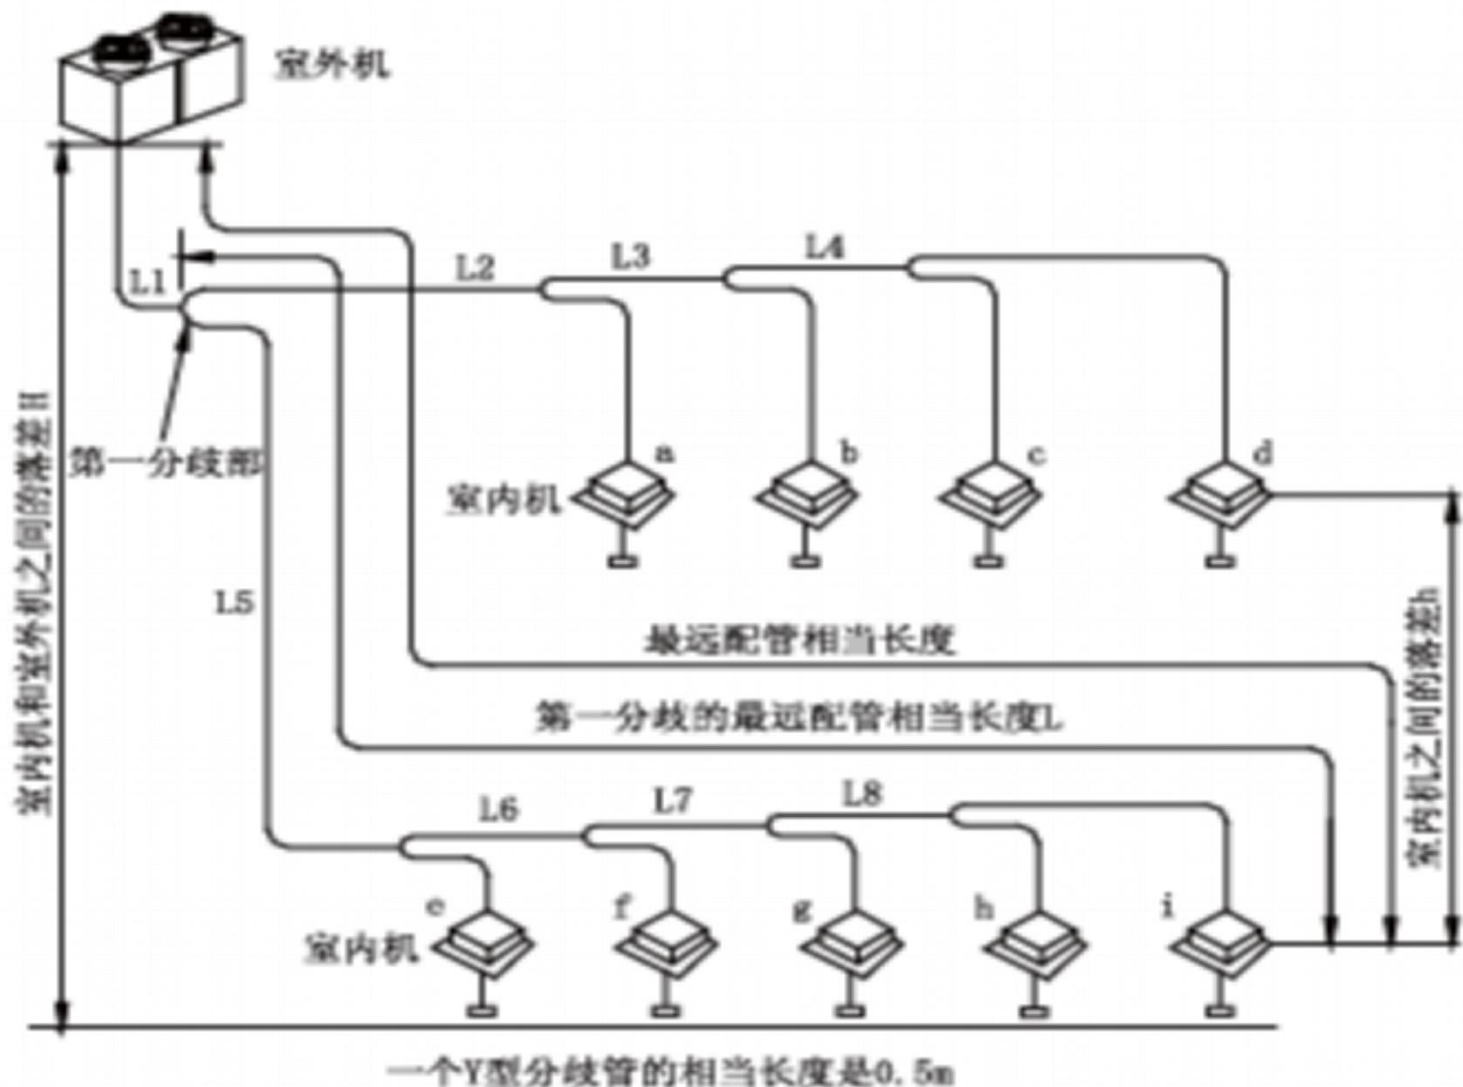 室外机
L1
L2
L3
L4
第一分歧部
a
b
c
d
室内机
L5
室内机和室外机之间的落差H
最远配管相当长度
第一分歧的最远配管相当长度L
室内机之间的落差h
L6
L7
L8
e
f
g
h
i
室内机
一个Y型分歧管的相当长度是0.5m